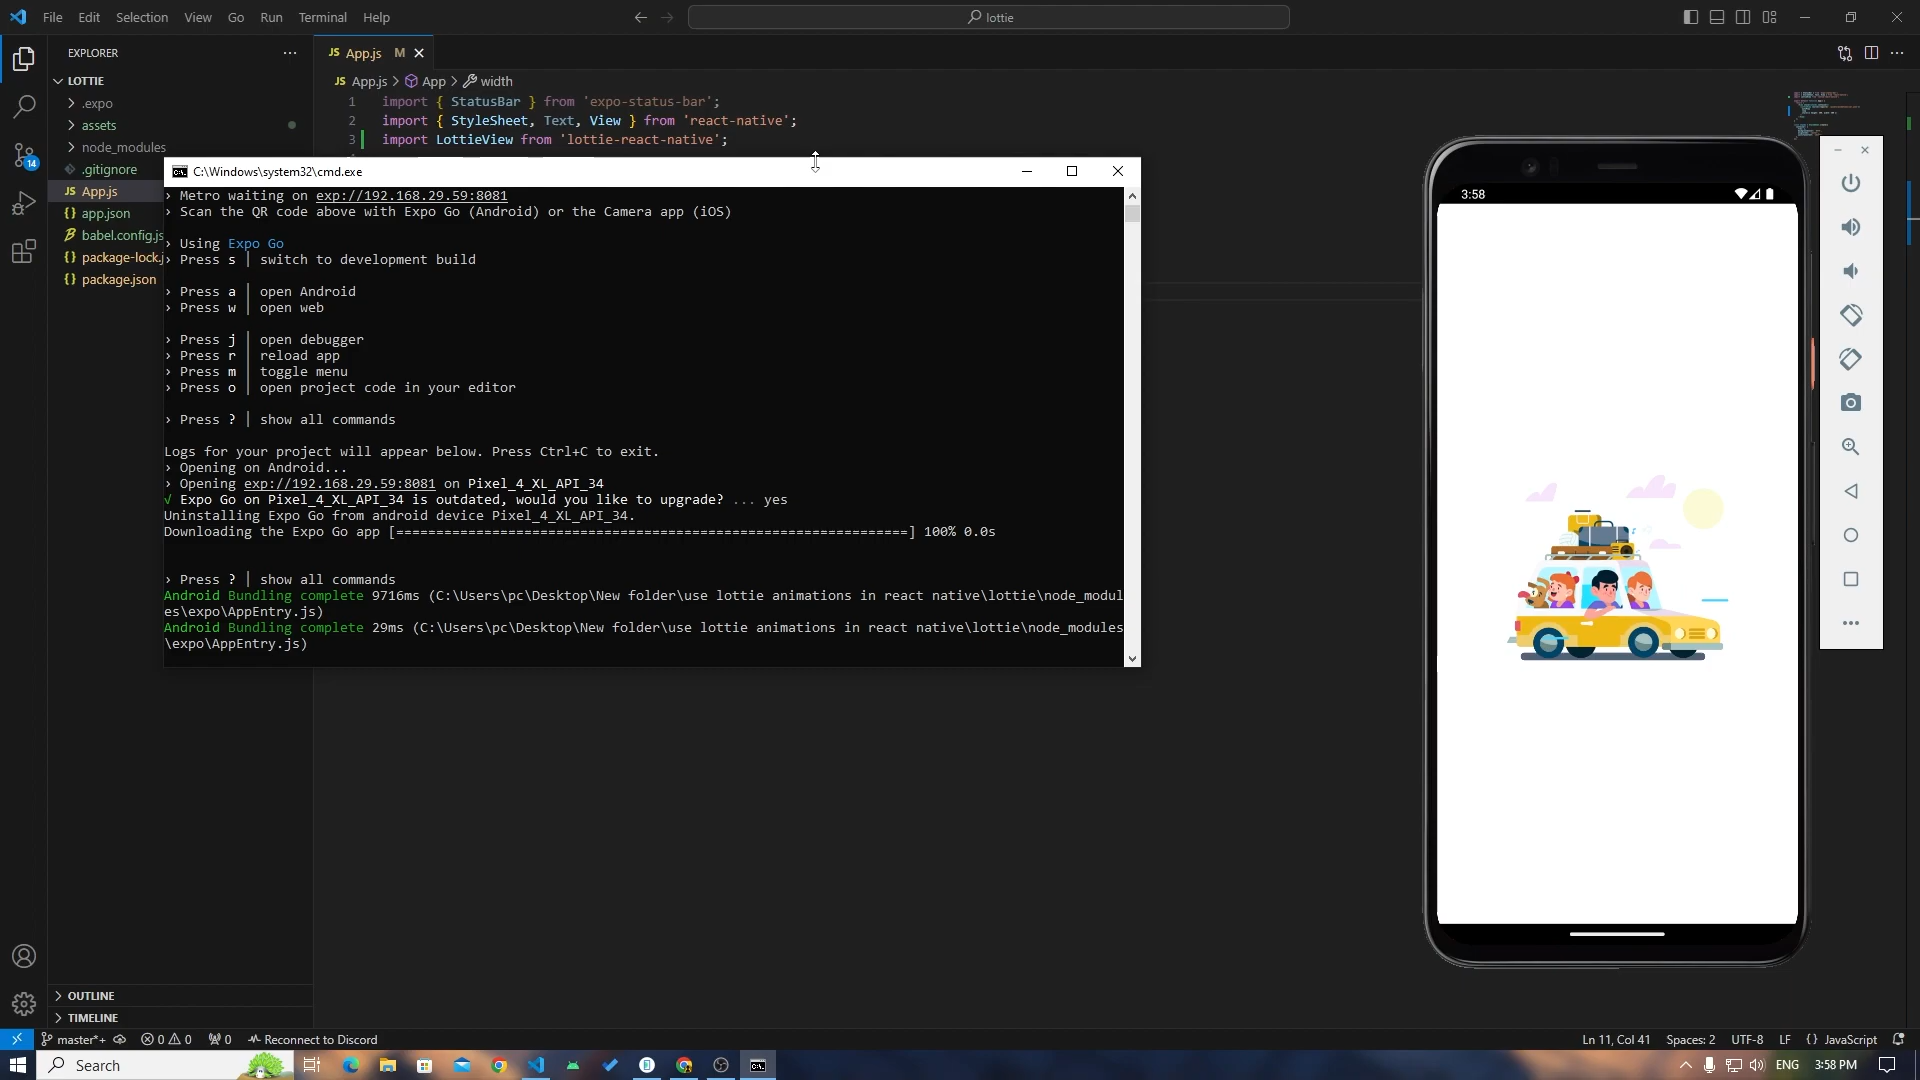 File Edit Selection View Go Run Terminal Help
lottie
EXPLORER
LOTTIE
.expo
assets
node_modules
.gitignore
JS App.js
{} app.json
babel.config.js
{} package-lock.j
{} package.json
OUTLINE
TIMELINE
JS App.js M
JS App.js > App > width
1 import { StatusBar } from 'expo-status-bar';
2 import { StyleSheet, Text, View } from 'react-native';
3 import LottieView from 'lottie-react-native';
C:\Windows\system32\cmd.exe
› Metro waiting on exp://192.168.29.59:8081
› Scan the QR code above with Expo Go (Android) or the Camera app (iOS)
› Using Expo Go
› Press s │ switch to development build
› Press a │ open Android
› Press w │ open web
› Press j │ open debugger
› Press r │ reload app
› Press m │ toggle menu
› Press o │ open project code in your editor
› Press ? │ show all commands
Logs for your project will appear below. Press Ctrl+C to exit.
› Opening on Android...
› Opening exp://192.168.29.59:8081 on Pixel_4_XL_API_34
√ Expo Go on Pixel_4_XL_API_34 is outdated, would you like to upgrade? ... yes
Uninstalling Expo Go from android device Pixel_4_XL_API_34.
Downloading the Expo Go app [================================================================] 100% 0.0s
› Press ? │ show all commands
Android Bundling complete 9716ms (C:\Users\pc\Desktop\New folder\use lottie animations in react native\lottie\node_modul
es\expo\AppEntry.js)
Android Bundling complete 29ms (C:\Users\pc\Desktop\New folder\use lottie animations in react native\lottie\node_modules
\expo\AppEntry.js)
3:58
14
master*+ 0 0 0 Reconnect to Discord
Ln 11, Col 41 Spaces: 2 UTF-8 LF {} JavaScript
Search
ENG 3:58 PM